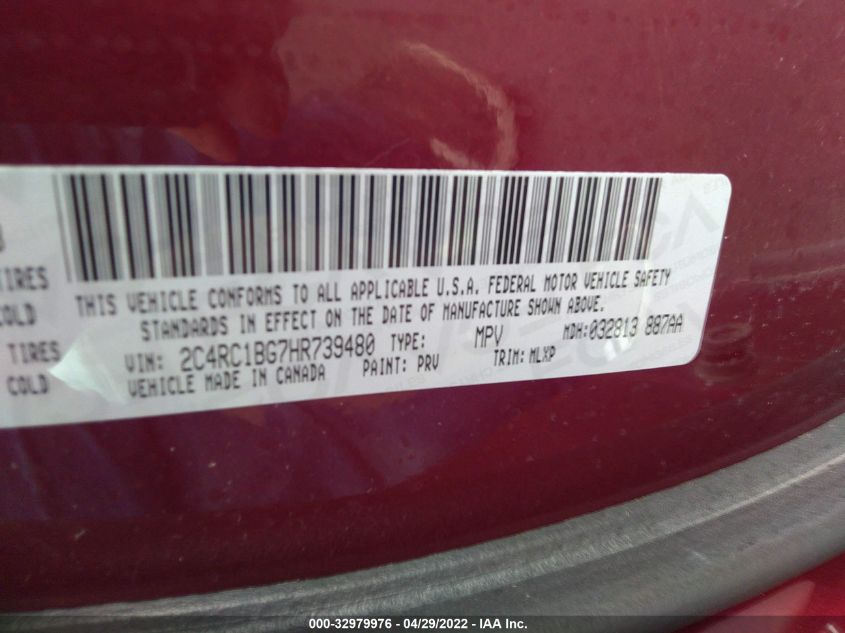 TIRES
COLD
TIRES
COLD
THIS VEHICLE CONFORMS TO ALL APPLICABLE U.S.A. FEDERAL MOTOR VEHICLE SAFETY
STANDARDS IN EFFECT ON THE DATE OF MANUFACTURE SHOWN ABOVE.
VIN: 2C4RC1BG7HR739480 TYPE: MPV MDH:032813 887AA
VEHICLE MADE IN CANADA PAINT: PRV TRIM: MLXP
000-32979976 - 04/29/2022 - IAA Inc.